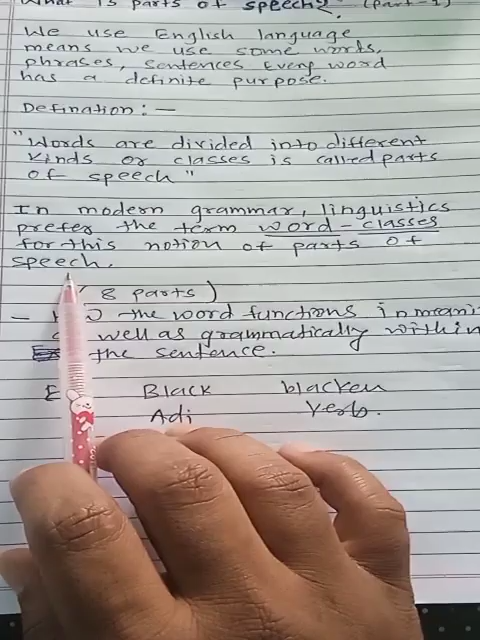 What is parts of speech? (Part-1)
We use English language
means we use some words,
phrases, sentences Every word
has a definite purpose.
Defination : —
"Words are divided into different
kinds or classes is called parts
of speech"
In modern grammar, linguistics
prefer the term word - classes
for this notion of parts of
speech.
( 8 parts )
- the word functions in meani
well as grammatically within
the sentence.
E Black blacken
Adj Verb.